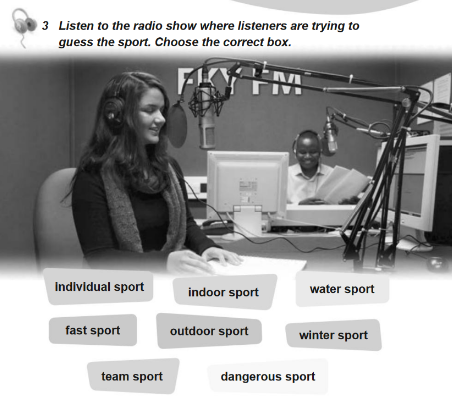 3 Listen to the radio show where listeners are trying to
guess the sport. Choose the correct box.
SKY FM
individual sport
indoor sport
water sport
fast sport
outdoor sport
winter sport
team sport
dangerous sport